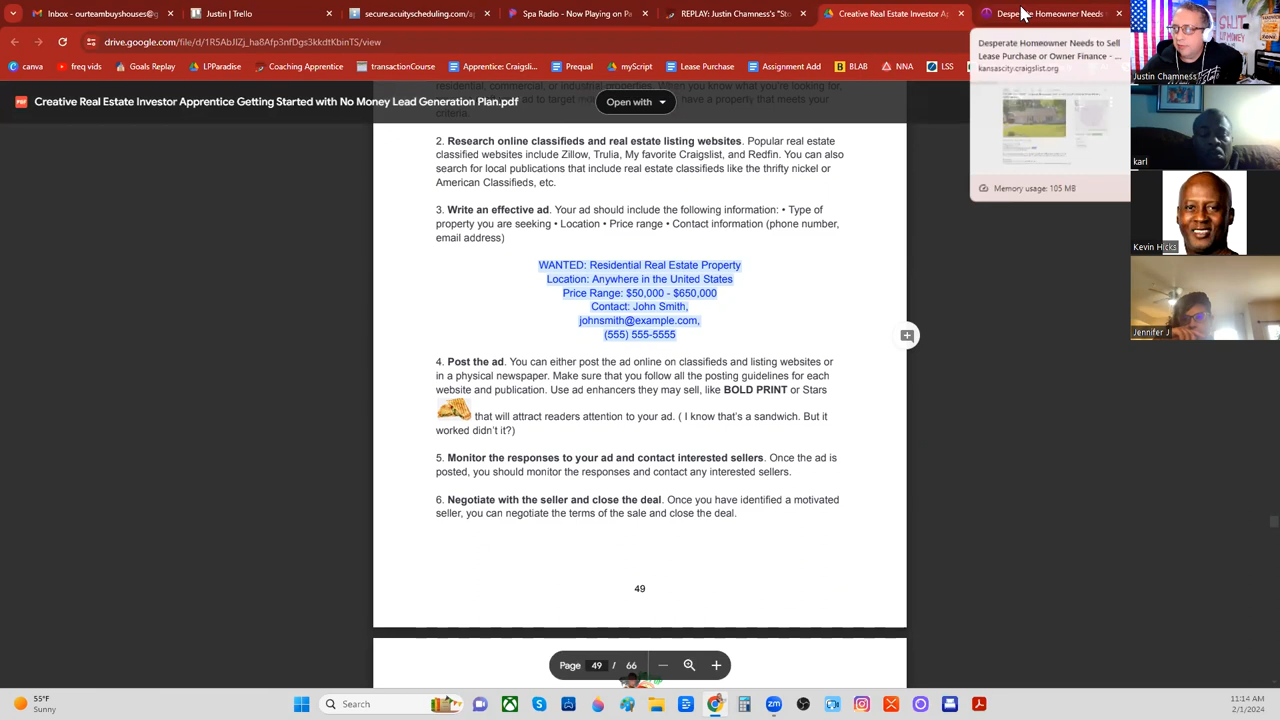 Inbox - ourteambuyshouses@g
Justin | Trello
secure.acuityscheduling.com/ap
Spa Radio - Now Playing on Pa
REPLAY: Justin Chamness's "Sto
Creative Real Estate Investor Ap
Desperate Homeowner Needs t
drive.google.com/file/d/1R5AbJIZj_ha8Afp3nfDgs3kkdtKbinTS/view
canva
freq vids
Goals Replay
LPParadise
transactionCourse
Appointment: Craigsli...
Prequal
myScript
Lease Purchase
Assignment Add
BLAB
NNA
LSS
Desperate Homeowner Needs to Sell
Lease Purchase or Owner Finance - ...
kansascity.craigslist.org
Memory usage: 105 MB
Creative Real Estate Investor Apprentice Getting Started with No Money Lead Generation Plan.pdf
Open with
2. Research online classifieds and real estate listing websites. Popular real estate
classified websites include Zillow, Trulia, My favorite Craigslist, and Redfin. You can also
search for local publications that include real estate classifieds like the thrifty nickel or
American Classifieds, etc.
3. Write an effective ad. Your ad should include the following information: • Type of
property you are seeking • Location • Price range • Contact information (phone number,
email address)
WANTED: Residential Real Estate Property
Location: Anywhere in the United States
Price Range: $50,000 - $650,000
Contact: John Smith,
johnsmith@example.com,
(555) 555-5555
4. Post the ad. You can either post the ad online on classifieds and listing websites or
in a physical newspaper. Make sure that you follow all the posting guidelines for each
website and publication. Use ad enhancers they may sell, like BOLD PRINT or Stars
that will attract readers attention to your ad. ( I know that's a sandwich. But it
worked didn't it?)
5. Monitor the responses to your ad and contact interested sellers. Once the ad is
posted, you should monitor the responses and contact any interested sellers.
6. Negotiate with the seller and close the deal. Once you have identified a motivated
seller, you can negotiate the terms of the sale and close the deal.
49
Page 49 / 66
Justin Chamness
karl
Kevin Hicks
Jennifer J
55°F
Sunny
Search
11:14 AM
2/1/2024